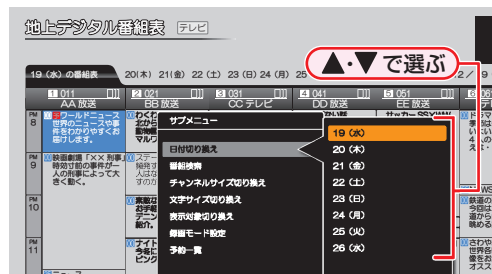 地上デジタル番組表 テレビ
▲・▼で選ぶ
19 (水) の番組表 20(木) 21(金) 22 (土) 23 (日) 24 (月) 25
1 011 2 021 3 031 4 041 5 051
AA 放送 BB 放送 CC テレビ DD 放送 EE 放送
PM 8
ワールドニュース
世界のニュースや事
件をわかりやすくお
届けします。
PM 9
映画劇場「××刑事」
時効寸前の事件が一
人の刑事によって大
きく動く。
PM 10
PM 11
サブメニュー
日付切り換え
番組検索
チャンネルサイズ切り換え
文字サイズ切り換え
表示対象切り換え
録画モード設定
予約一覧
19 (水)
20 (木)
21 (金)
22 (土)
23 (日)
24 (月)
25 (火)
26 (水)